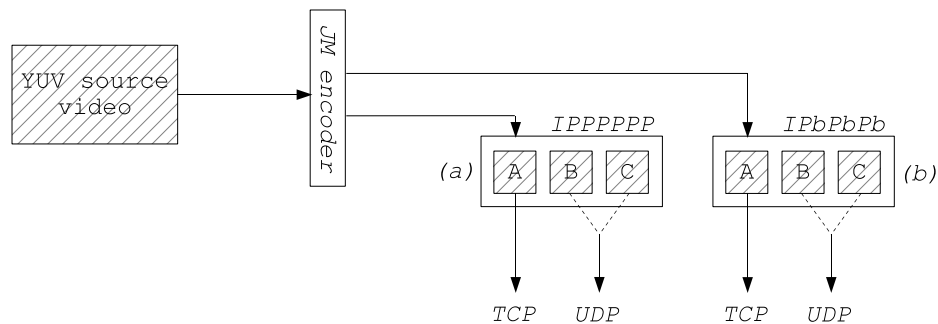 YUV source
video
JM encoder
IPPPPPP
IPbPbPb
(a)
A B C
A B C
(b)
TCP UDP
TCP UDP